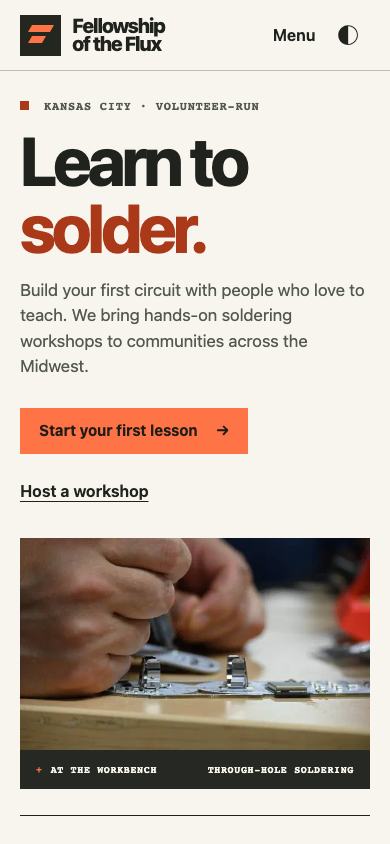 Fellowship
of the Flux
Menu
KANSAS CITY · VOLUNTEER-RUN
Learn to
solder.
Build your first circuit with people who love to
teach. We bring hands-on soldering
workshops to communities across the
Midwest.
Start your first lesson →
Host a workshop
+ AT THE WORKBENCH
THROUGH-HOLE SOLDERING